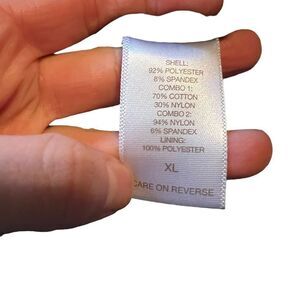 SHELL:
92% POLYESTER
8% SPANDEX
COMBO 1:
70% COTTON
30% NYLON
COMBO 2:
94% NYLON
6% SPANDEX
LINING:
100% POLYESTER
XL
CARE ON REVERSE